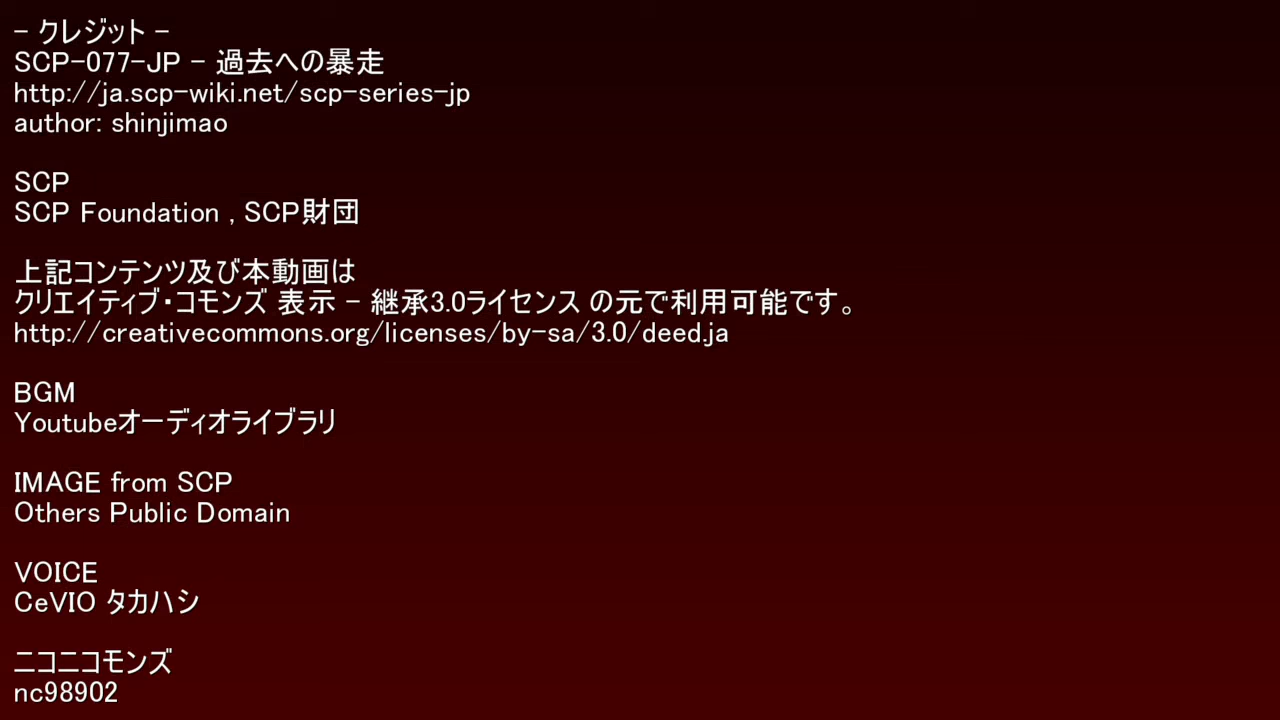 - クレジット -
SCP-077-JP - 過去への暴走
http://ja.scp-wiki.net/scp-series-jp
author: shinjimao
SCP
SCP Foundation , SCP財団
上記コンテンツ及び本動画は
クリエイティブ・コモンズ 表示 - 継承3.0ライセンス の元で利用可能です。
http://creativecommons.org/licenses/by-sa/3.0/deed.ja
BGM
Youtubeオーディオライブラリ
IMAGE from SCP
Others Public Domain
VOICE
CeVIO タカハシ
ニコニコモンズ
nc98902